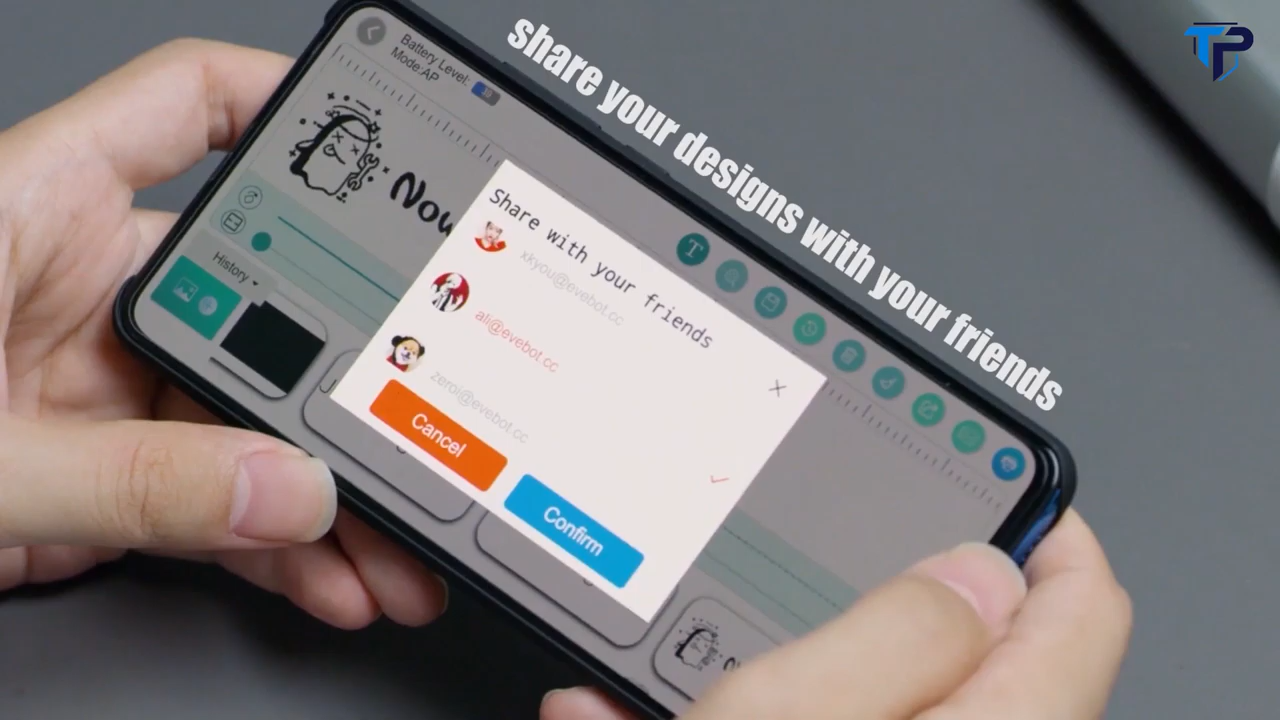 share your designs with your friends
TP
Battery Level:
Mode:AP
Now
Share with your friends
xkyou@evebot.cc
ali@evebot.cc
zeroi@evebot.cc
Cancel
Confirm
History
T